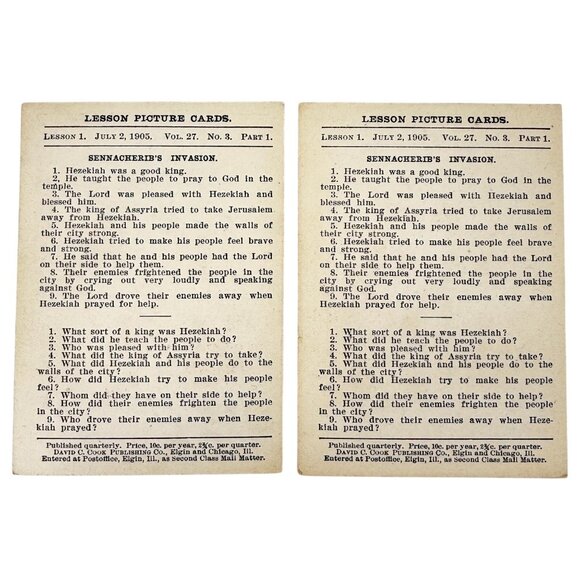 LESSON PICTURE CARDS.
LESSON 1. JULY 2, 1905. VOL. 27. NO. 3. PART 1.
SENNACHERIB'S INVASION.
1. Hezekiah was a good king.
2. He taught the people to pray to God in the
temple.
3. The Lord was pleased with Hezekiah and
blessed him.
4. The king of Assyria tried to take Jerusalem
away from Hezekiah.
5. Hezekiah and his people made the walls of
their city strong.
6. Hezekiah tried to make his people feel brave
and strong.
7. He said that he and his people had the Lord
on their side to help them.
8. Their enemies frightened the people in the
city by crying out very loudly and speaking
against God.
9. The Lord drove their enemies away when
Hezekiah prayed for help.
1. What sort of a king was Hezekiah?
2. What did he teach the people to do?
3. Who was pleased with him?
4. What did the king of Assyria try to take?
5. What did Hezekiah and his people do to the
walls of the city?
6. How did Hezekiah try to make his people
feel?
7. Whom did they have on their side to help?
8. How did their enemies frighten the people
in the city?
9. Who drove their enemies away when Heze-
kiah prayed?
Published quarterly. Price, 10c. per year, 2½c. per quarter.
DAVID C. COOK PUBLISHING CO., Elgin and Chicago, Ill.
Entered at Postoffice, Elgin, Ill., as Second Class Mail Matter.
LESSON PICTURE CARDS.
LESSON 1. JULY 2, 1905. VOL. 27. NO. 3. PART 1.
SENNACHERIB'S INVASION.
1. Hezekiah was a good king.
2. He taught the people to pray to God in the
temple.
3. The Lord was pleased with Hezekiah and
blessed him.
4. The king of Assyria tried to take Jerusalem
away from Hezekiah.
5. Hezekiah and his people made the walls of
their city strong.
6. Hezekiah tried to make his people feel brave
and strong.
7. He said that he and his people had the Lord
on their side to help them.
8. Their enemies frightened the people in the
city by crying out very loudly and speaking
against God.
9. The Lord drove their enemies away when
Hezekiah prayed for help.
1. What sort of a king was Hezekiah?
2. What did he teach the people to do?
3. Who was pleased with him?
4. What did the king of Assyria try to take?
5. What did Hezekiah and his people do to the
walls of the city?
6. How did Hezekiah try to make his people
feel?
7. Whom did they have on their side to help?
8. How did their enemies frighten the people
in the city?
9. Who drove their enemies away when Heze-
kiah prayed?
Published quarterly. Price, 10c. per year, 2½c. per quarter.
DAVID C. COOK PUBLISHING CO., Elgin and Chicago, Ill.
Entered at Postoffice, Elgin, Ill., as Second Class Mail Matter.